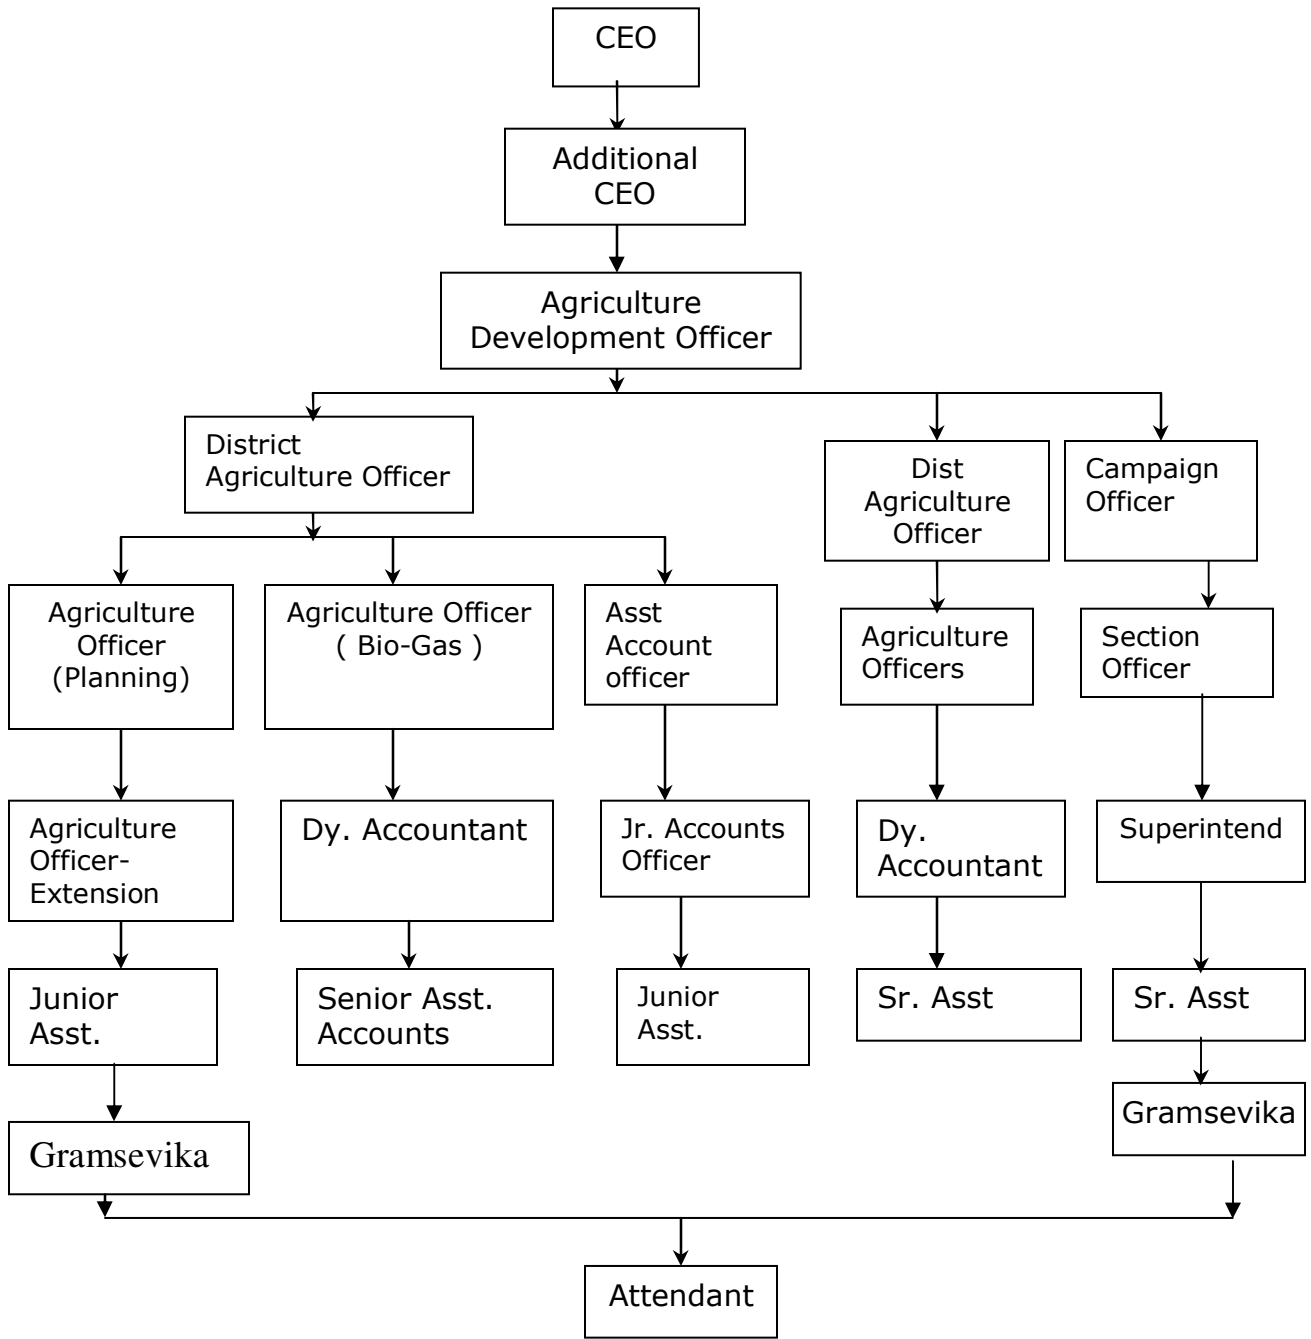 CEO
Additional
CEO
Agriculture
Development Officer
District
Agriculture Officer
Dist
Agriculture
Officer
Campaign
Officer
Agriculture
Officer
(Planning)
Agriculture Officer
( Bio-Gas )
Asst
Account
officer
Agriculture
Officers
Section
Officer
Agriculture
Officer-
Extension
Dy. Accountant
Jr. Accounts
Officer
Dy.
Accountant
Superintend
Junior
Asst.
Senior Asst.
Accounts
Junior
Asst.
Sr. Asst
Sr. Asst
Gramsevika
Gramsevika
Attendant